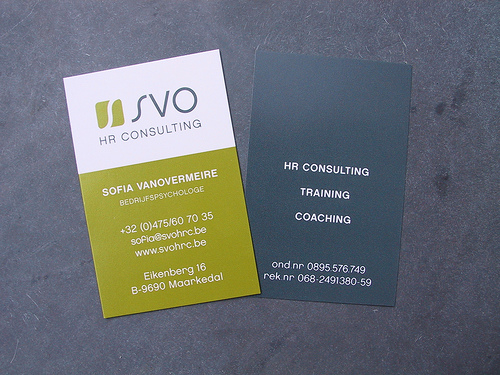 SVO
HR CONSULTING
SOFIA VANOVERMEIRE
BEDRIJFSPSYCHOLOGE
+32 (0)475/60 70 35
sofia@svohrc.be
www.svohrc.be
Eikenberg 16
B-9690 Maarkedal
HR CONSULTING
TRAINING
COACHING
ond.nr 0895.576.749
rek.nr 068-2491380-59